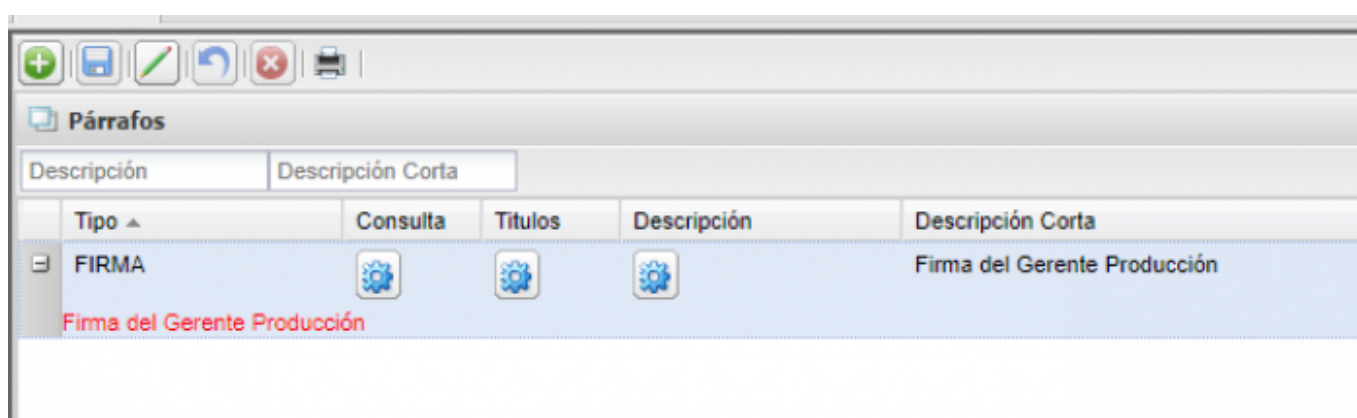 Párrafos
Descripción Descripción Corta
Tipo Consulta Titulos Descripción Descripción Corta
FIRMA Firma del Gerente Producción
Firma del Gerente Producción